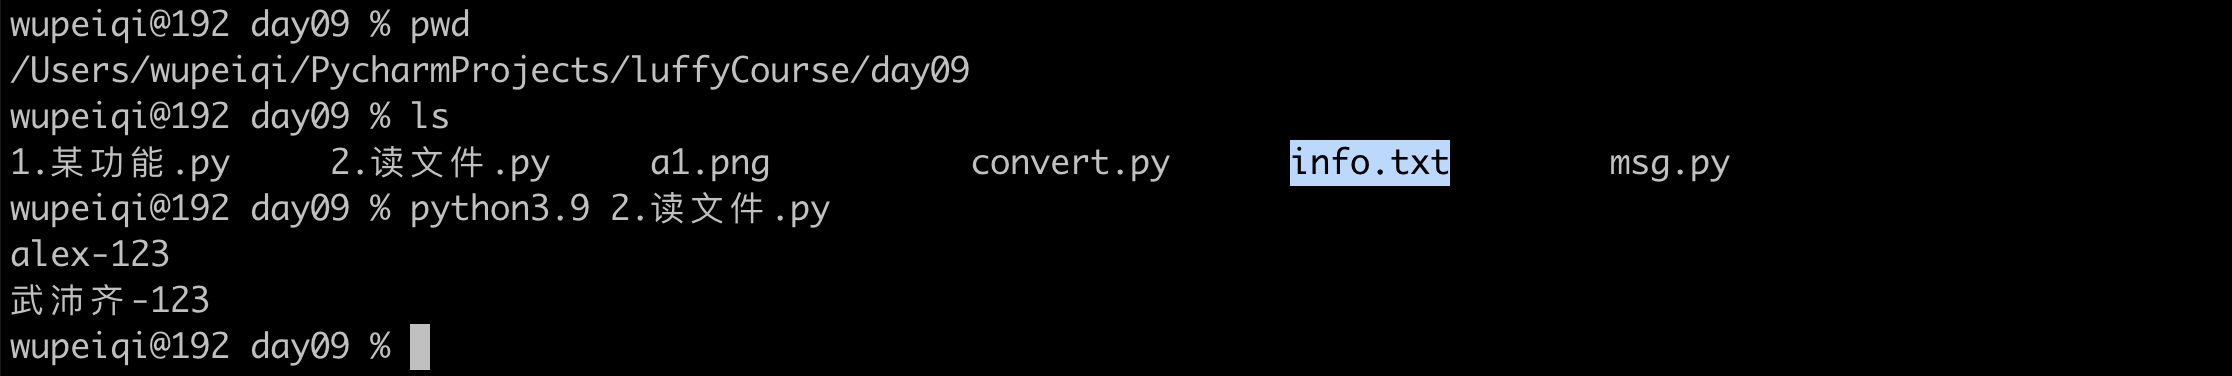 wupeiqi@192 day09 % pwd
/Users/wupeiqi/PycharmProjects/luffyCourse/day09
wupeiqi@192 day09 % ls
1.某功能.py 2.读文件.py a1.png convert.py info.txt msg.py
wupeiqi@192 day09 % python3.9 2.读文件.py
alex-123
武沛齐-123
wupeiqi@192 day09 %